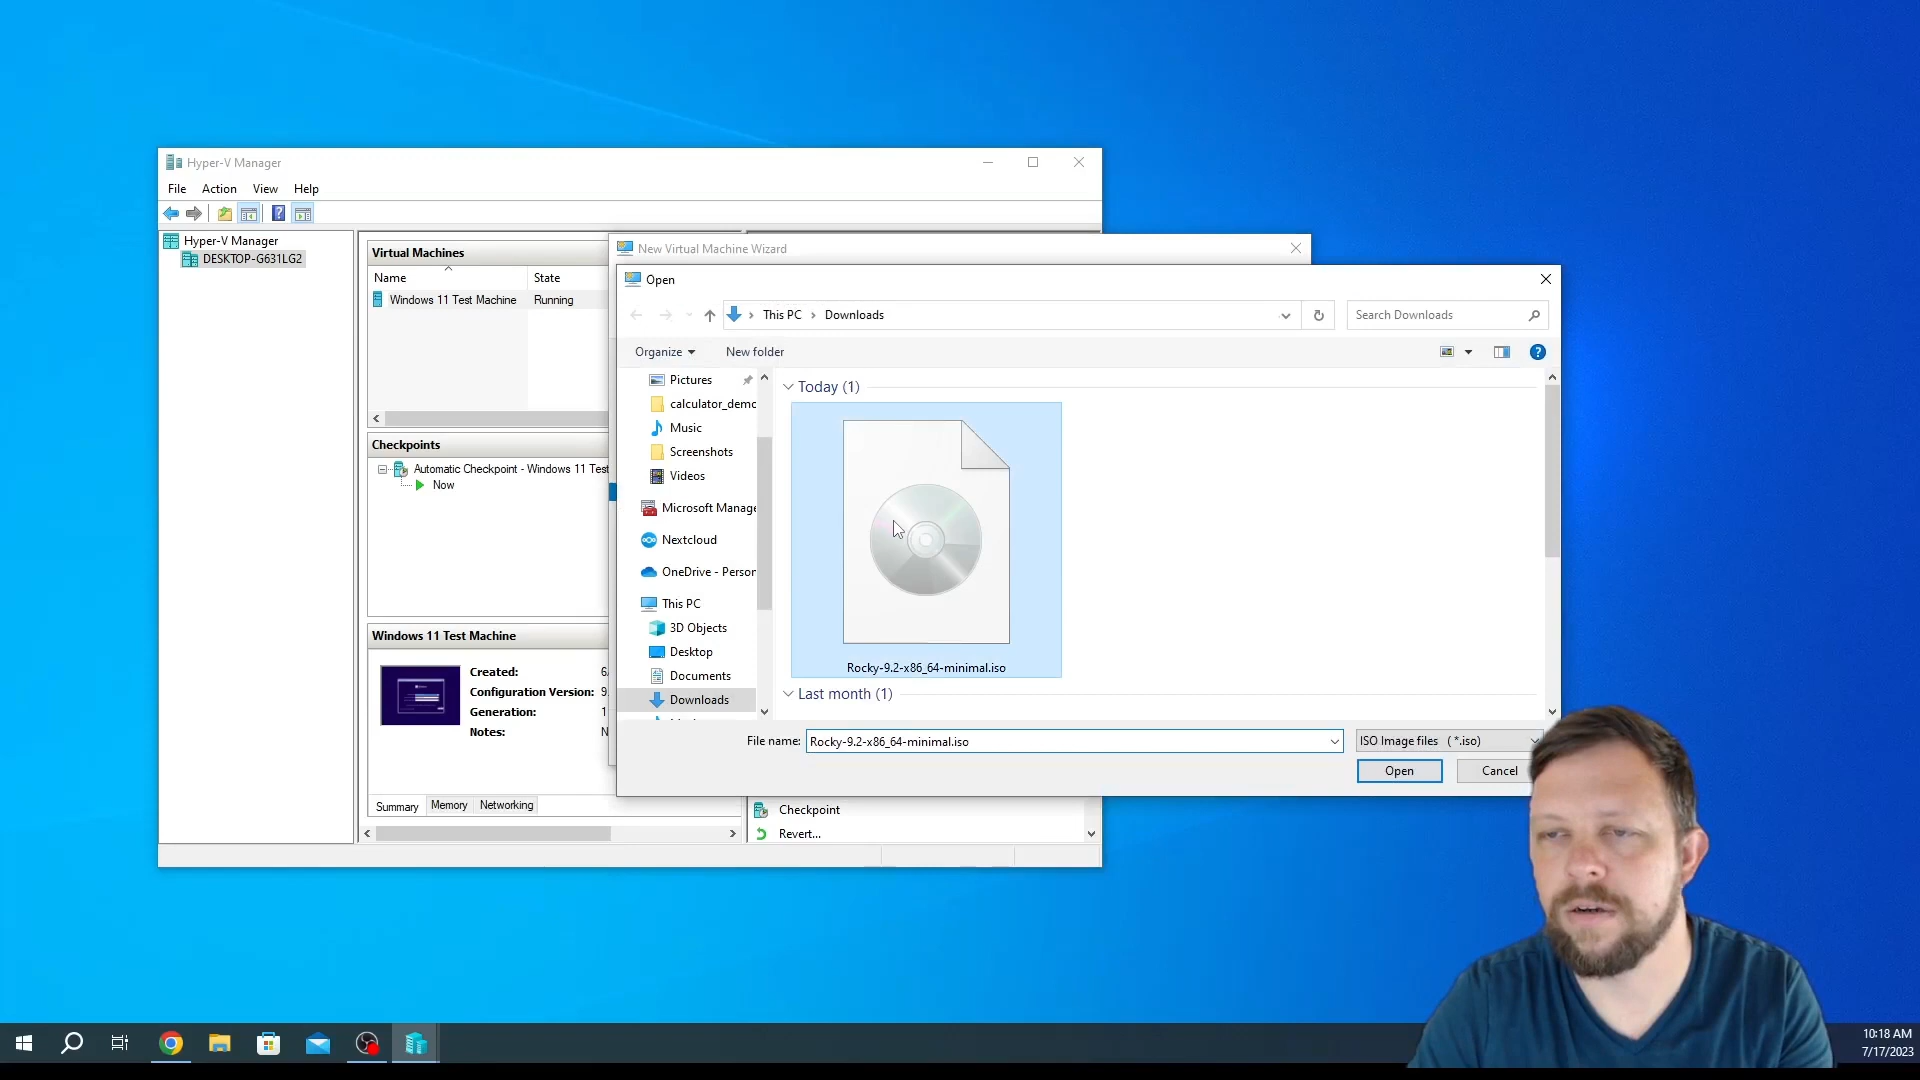 Hyper-V Manager
File Action View Help
Hyper-V Manager
DESKTOP-G631LG2
Virtual Machines
Name State
Windows 11 Test Machine Running
Checkpoints
Automatic Checkpoint - Windows 11 Test
Now
Windows 11 Test Machine
Created: 6/
Configuration Version: 9.
Generation: 1
Notes: N
Summary Memory Networking
Checkpoint
Revert...
New Virtual Machine Wizard
Open
This PC Downloads
Search Downloads
Organize New folder
Pictures
calculator_demo
Music
Screenshots
Videos
Microsoft Manage
Nextcloud
OneDrive - Person
This PC
3D Objects
Desktop
Documents
Downloads
Today (1)
Rocky-9.2-x86_64-minimal.iso
Last month (1)
File name: Rocky-9.2-x86_64-minimal.iso
ISO Image files (*.iso)
Open Cancel
10:18 AM
7/17/2023